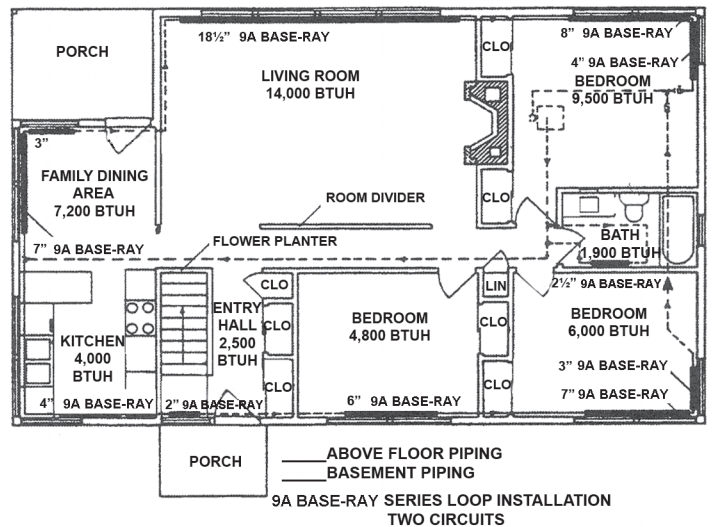 PORCH
18½" 9A BASE-RAY
LIVING ROOM
14,000 BTUH
CLO
8" 9A BASE-RAY
4" 9A BASE-RAY
BEDROOM
9,500 BTUH
3"
FAMILY DINING
AREA
7,200 BTUH
7" 9A BASE-RAY
ROOM DIVIDER
FLOWER PLANTER
CLO
BATH
1,900 BTUH
2½" 9A BASE-RAY
KITCHEN
4,000
BTUH
4" 9A BASE-RAY
ENTRY
HALL
2,500
BTUH
2" 9A BASE-RAY
CLO
CLO
CLO
BEDROOM
4,800 BTUH
6" 9A BASE-RAY
LIN
CLO
CLO
BEDROOM
6,000 BTUH
3" 9A BASE-RAY
7" 9A BASE-RAY
PORCH
ABOVE FLOOR PIPING
BASEMENT PIPING
9A BASE-RAY SERIES LOOP INSTALLATION
TWO CIRCUITS